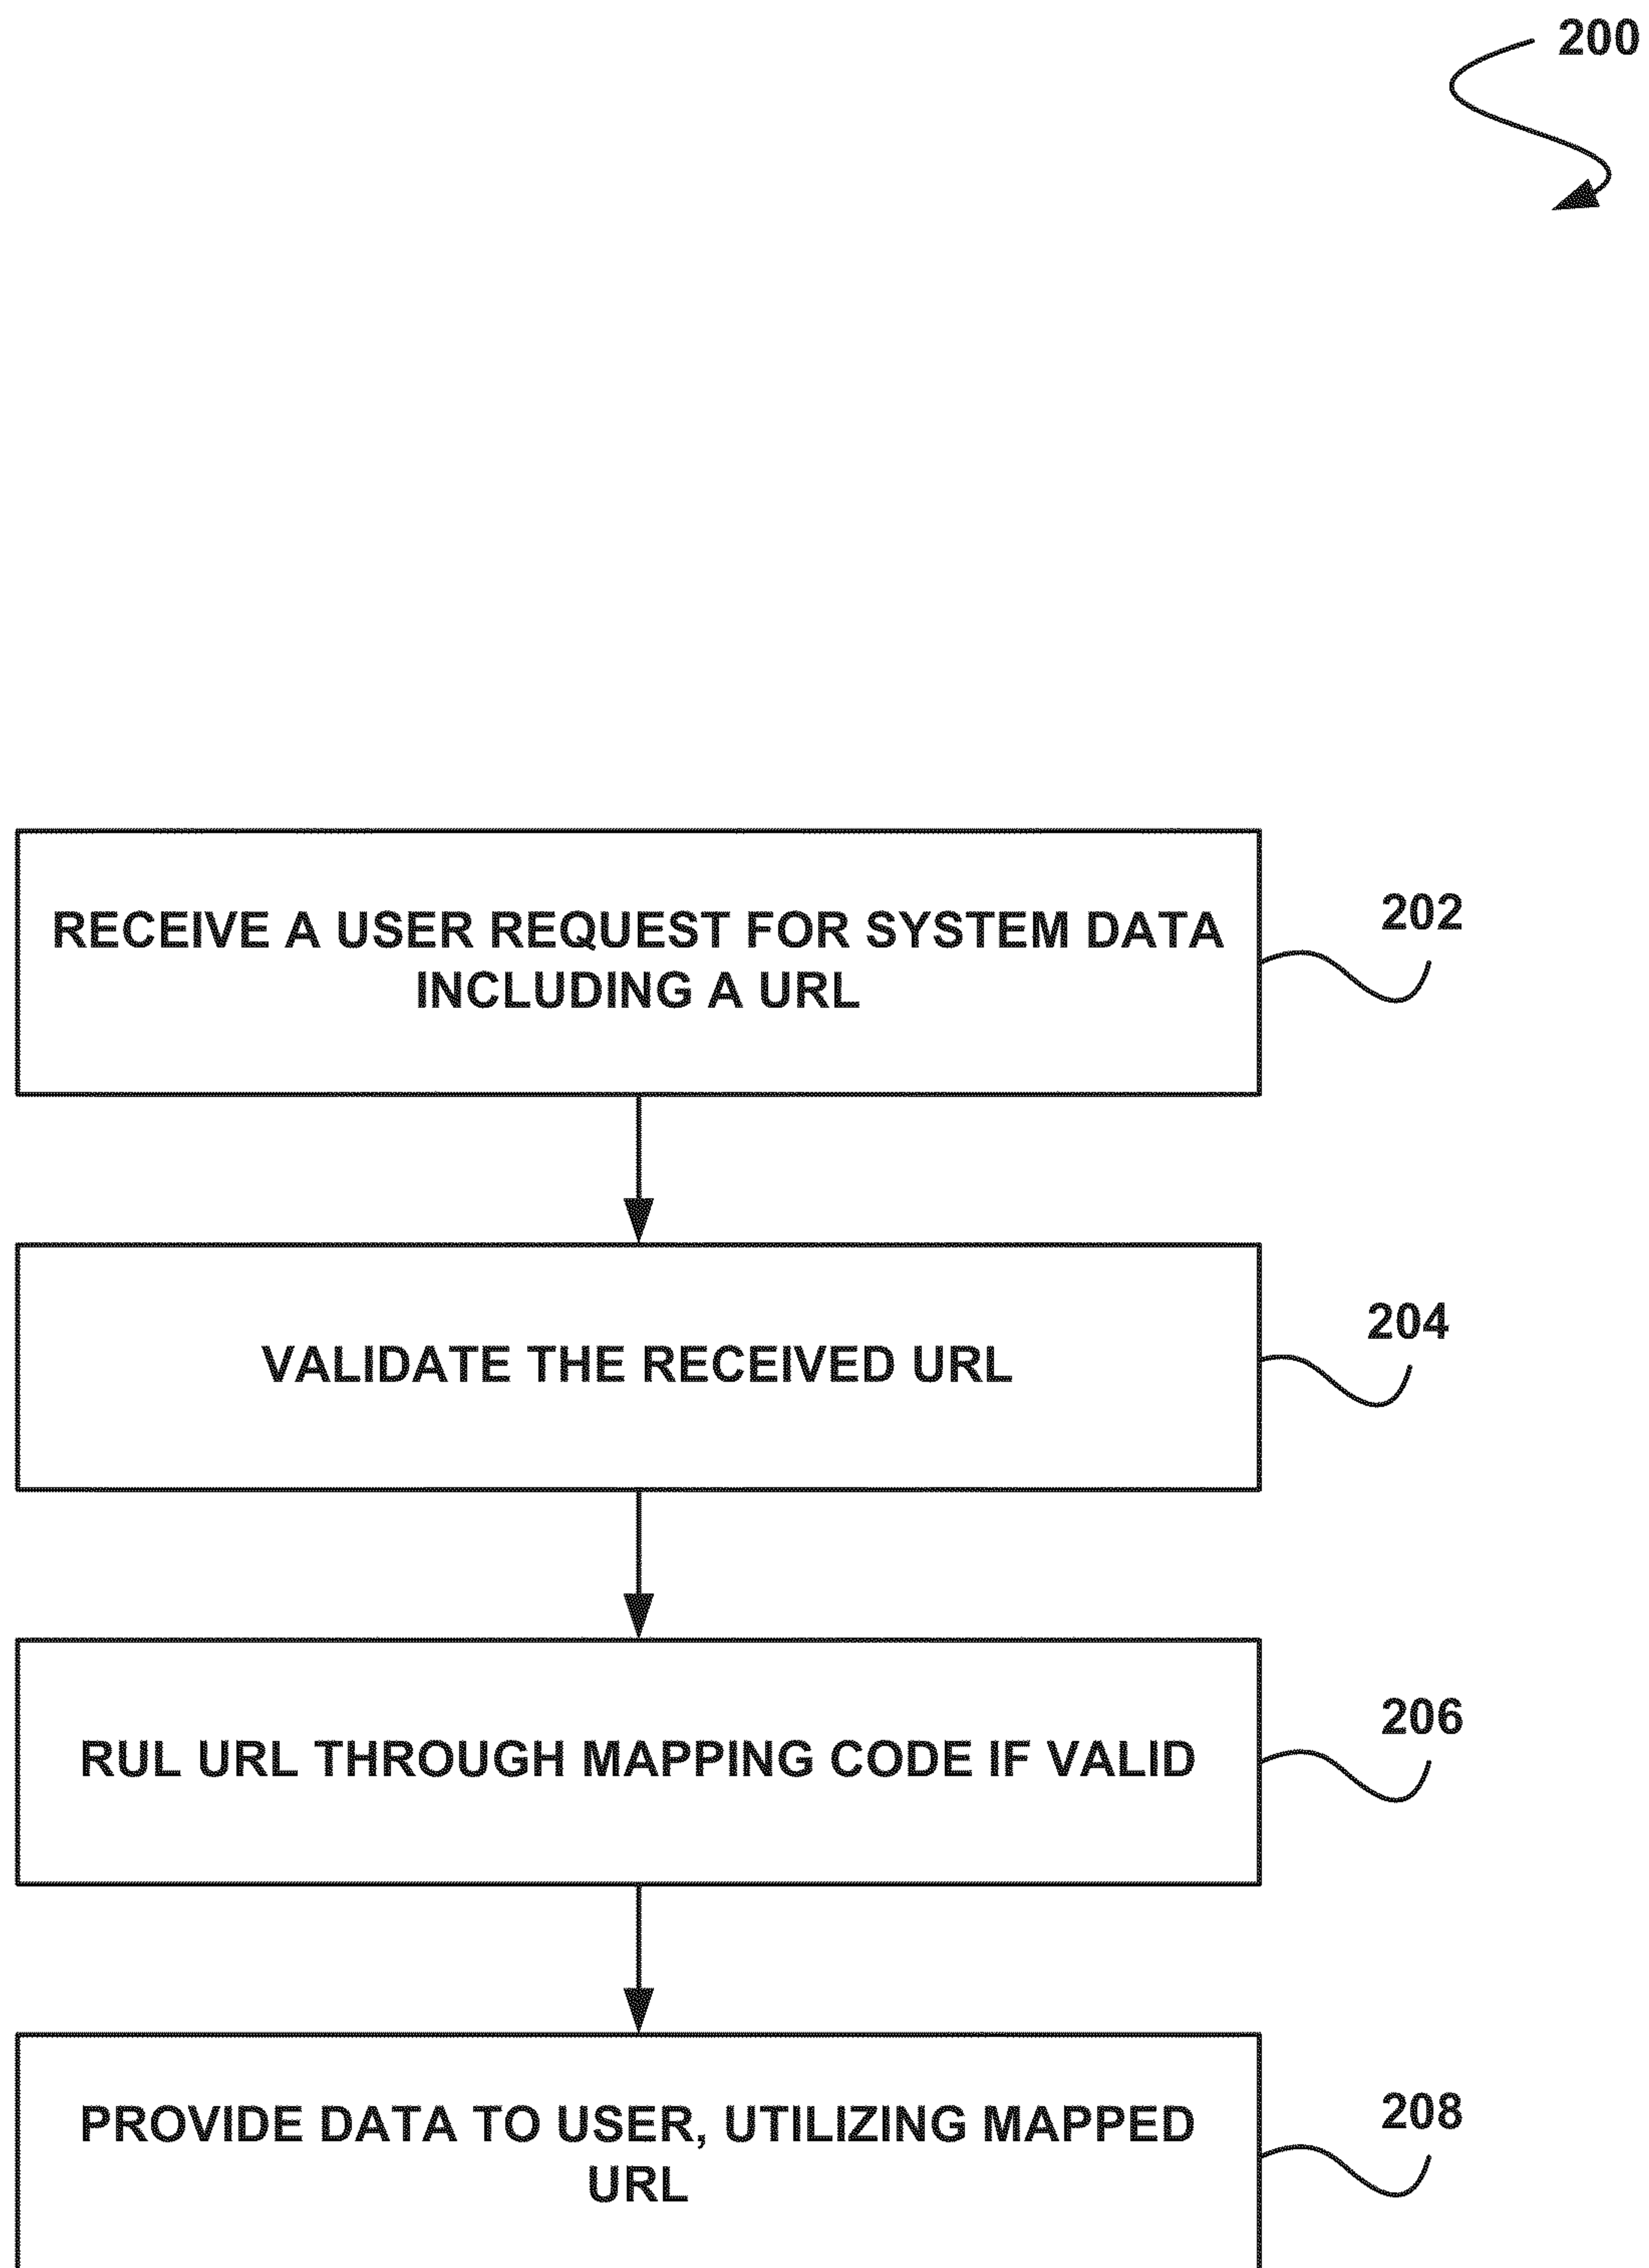 200
RECEIVE A USER REQUEST FOR SYSTEM DATA
INCLUDING A URL
202
VALIDATE THE RECEIVED URL
204
RUL URL THROUGH MAPPING CODE IF VALID
206
PROVIDE DATA TO USER, UTILIZING MAPPED
URL
208